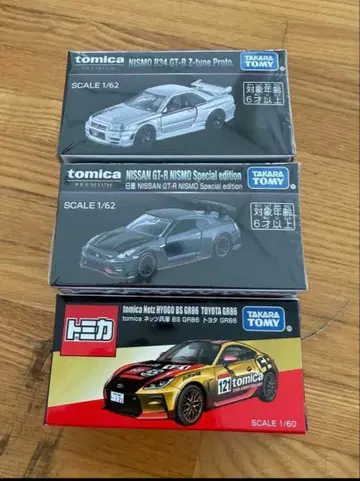 tomica
PREMIUM
NISMO R34 GT-R Z-tune Proto.
TAKARA
TOMY
SCALE 1/62
対象年齢
6才以上
tomica
PREMIUM
NISSAN GT-R NISMO Special edition
日産 NISSAN GT-R NISMO Special edition
TAKARA
TOMY
SCALE 1/62
対象年齢
6才以上
トミカ
tomica Netz HYOGO BS GR86 TOYOTA GR86
tomica ネッツ兵庫 BS GR86 トヨタ GR86
TAKARA
TOMY
121
tomica
SCALE 1/60